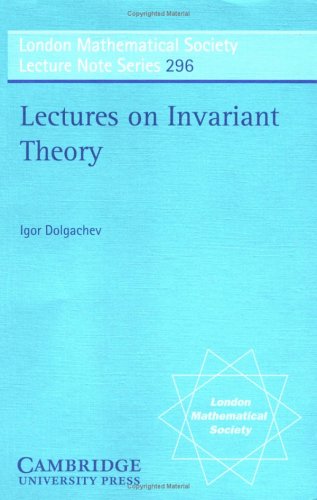 Copyrighted Material
London Mathematical Society
Lecture Note Series 296
Lectures on Invariant
Theory
Igor Dolgachev
London
Mathematical
Society
CAMBRIDGE
UNIVERSITY PRESS
Copyrighted Material